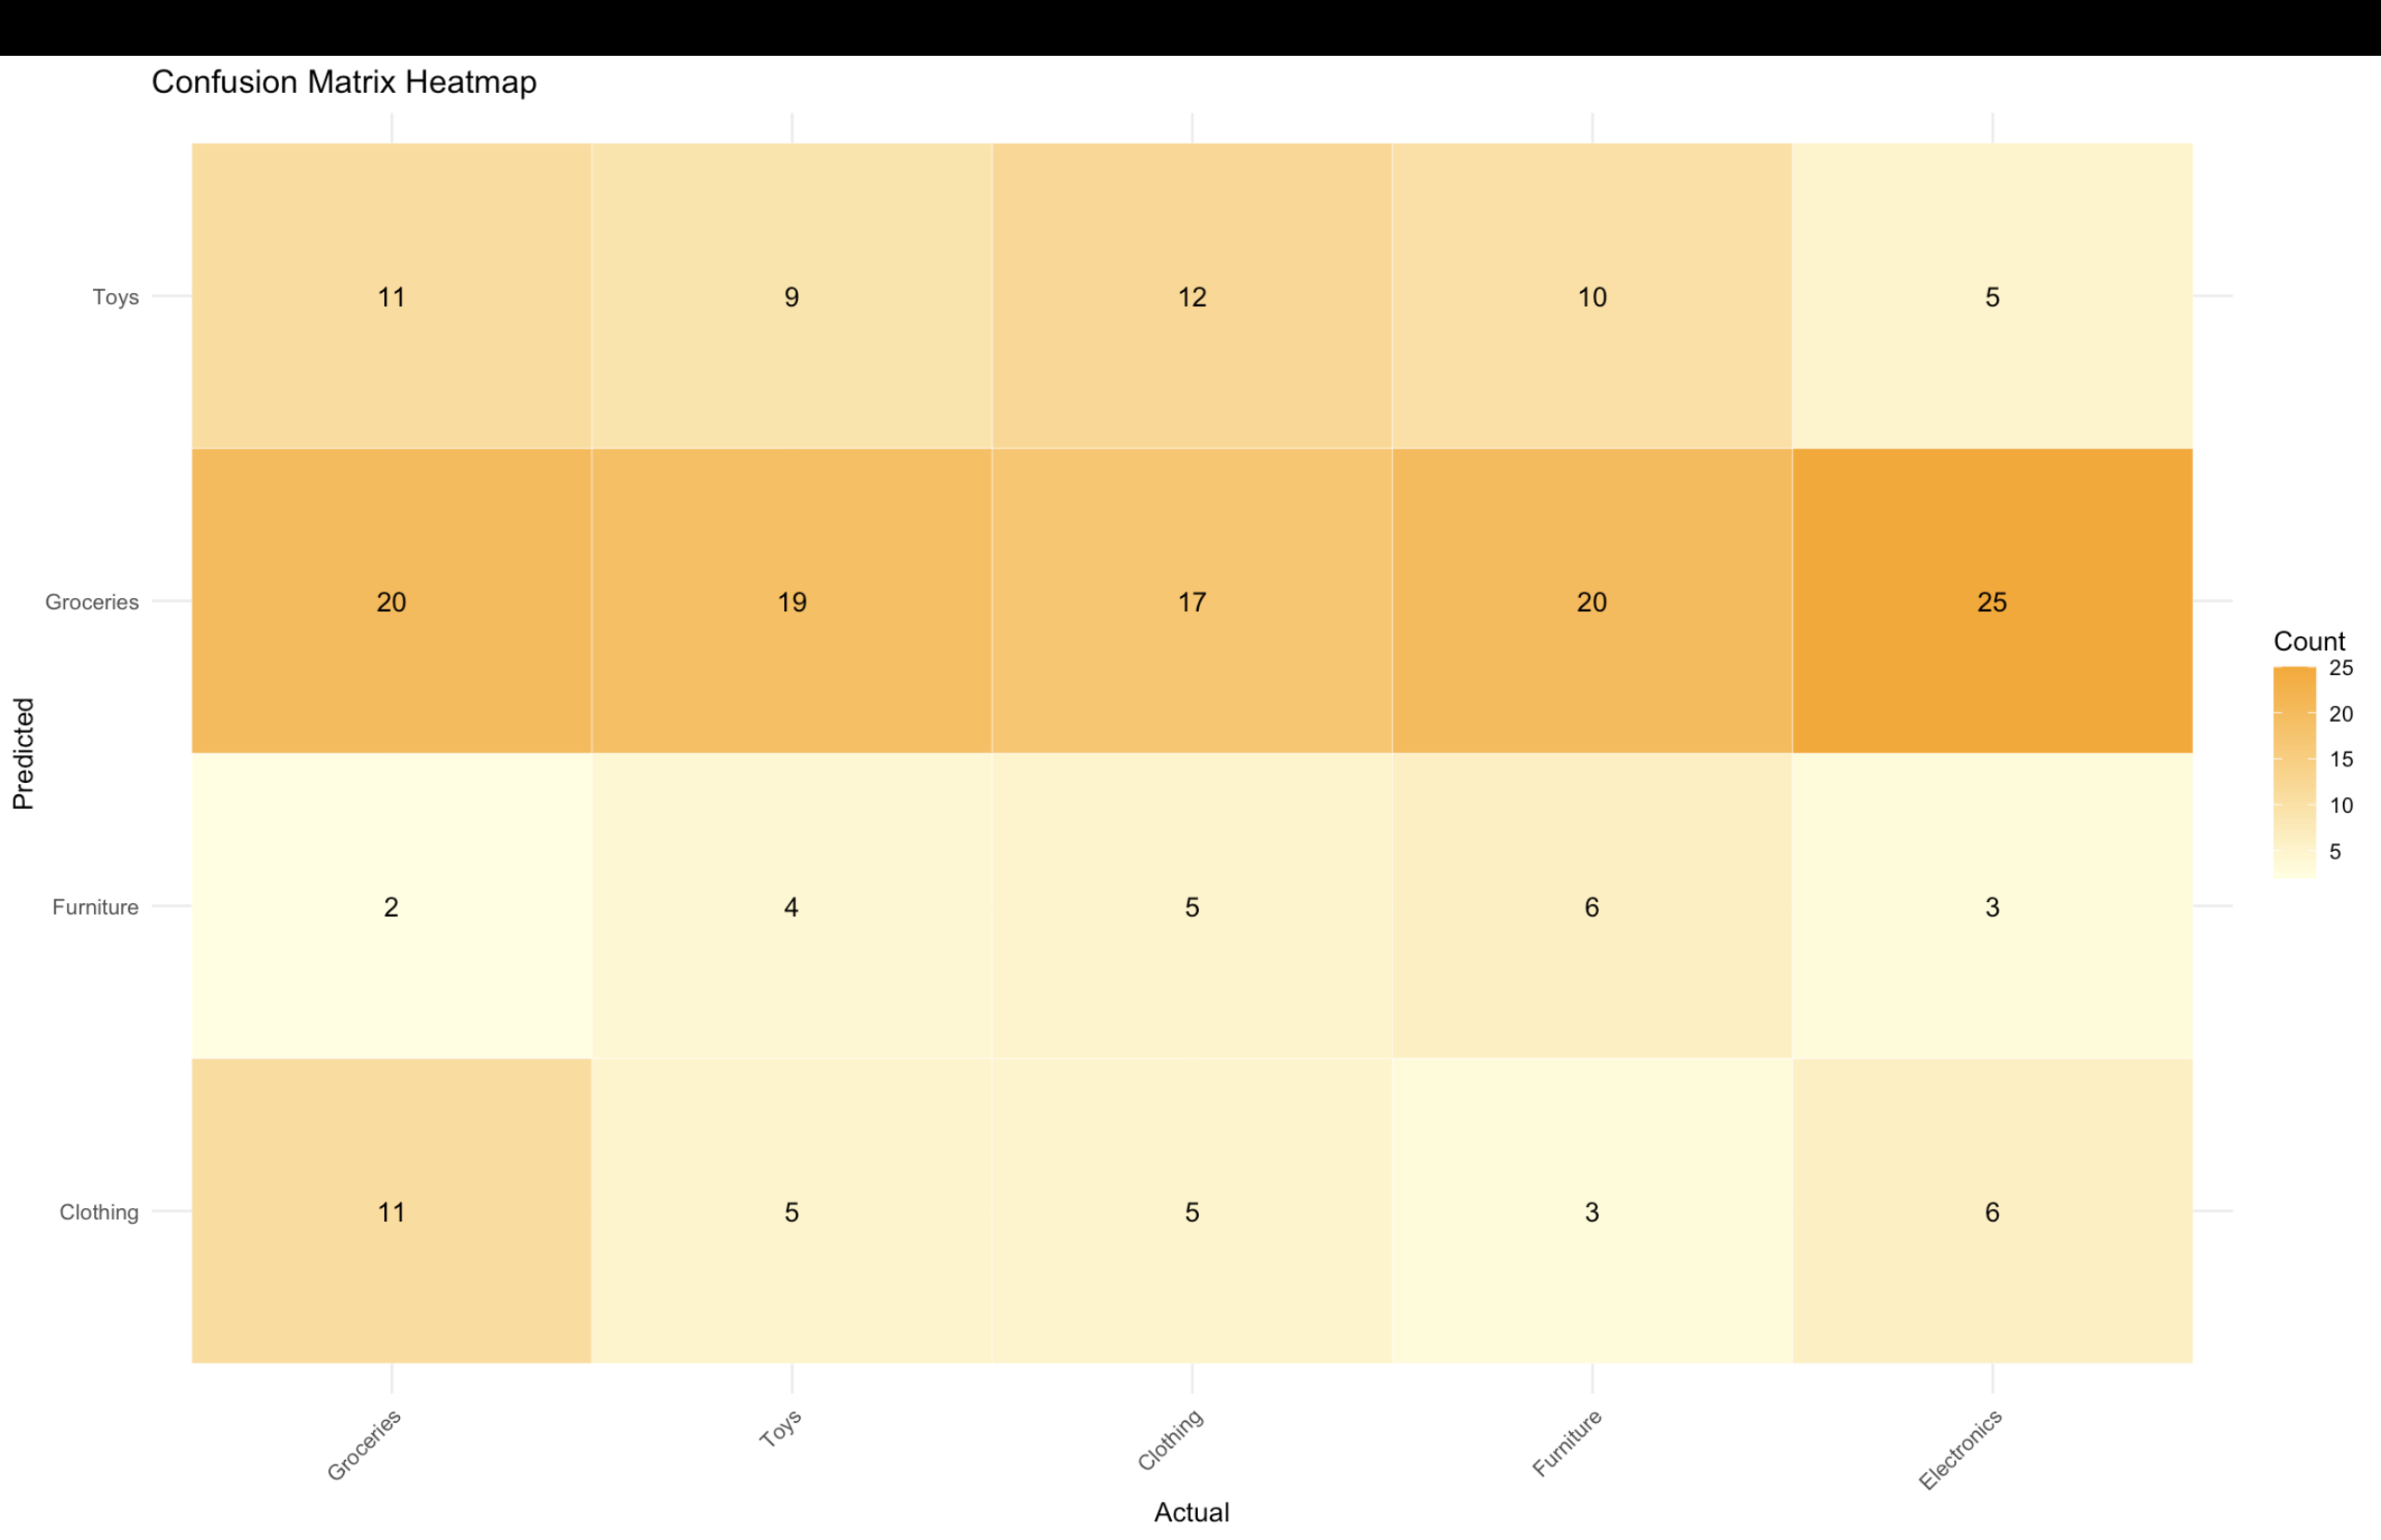 Confusion Matrix Heatmap
Toys 11 9 12 10 5
Groceries 20 19 17 20 25
Furniture 2 4 5 6 3
Clothing 11 5 5 3 6
Groceries Toys Clothing Furniture Electronics
Actual
Predicted
Count
25
20
15
10
5